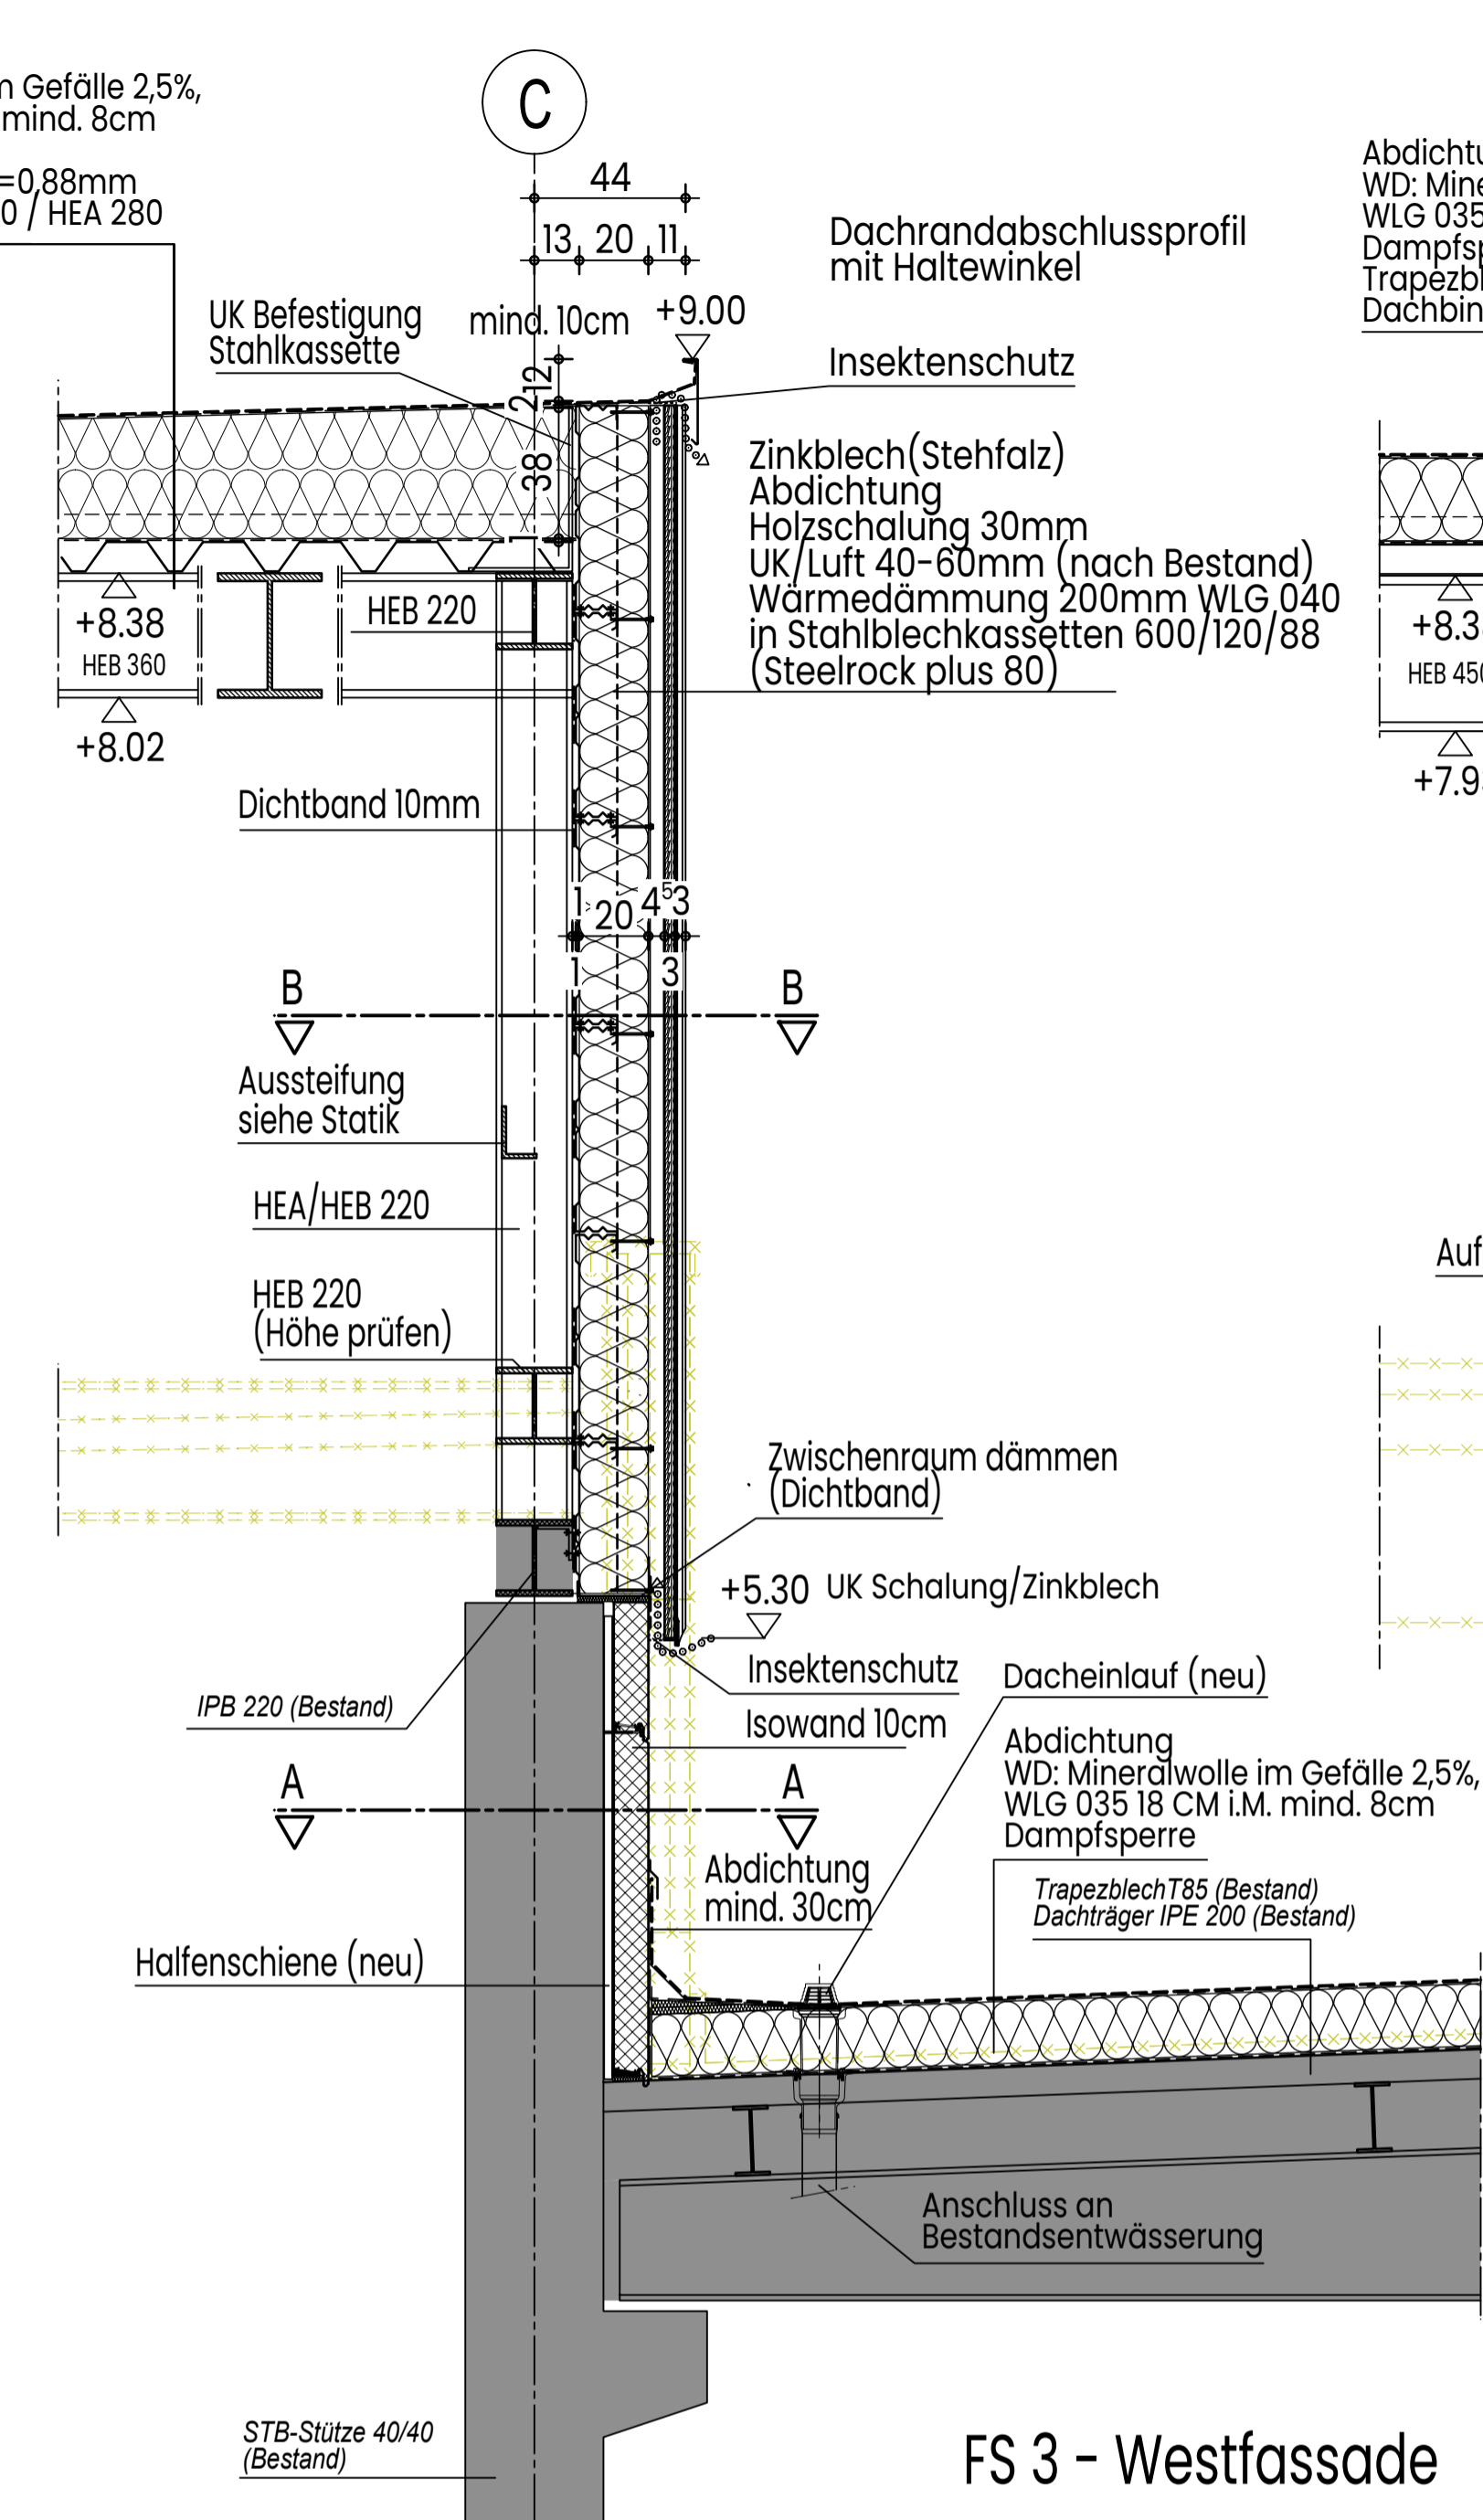 Gefälle 2,5%,
mind. 8cm
=0,88mm
0 / HEA 280
C
44
13 20 11
Dachrandabschlussprofil
mit Haltewinkel
UK Befestigung
Stahlkassette
mind. 10cm
+9.00
Insektenschutz
12
2
38
1
Zinkblech(Stehfalz)
Abdichtung
Holzschalung 30mm
UK/Luft 40-60mm (nach Bestand)
Wärmedämmung 200mm WLG 040
in Stahlblechkassetten 600/120/88
(Steelrock plus 80)
Abdichtu
WD: Mine
WLG 035
Dampfsp
Trapezbl
Dachbin
+8.38
HEB 360
+8.02
HEB 220
+8.3
HEB 450
+7.9
Dichtband 10mm
1 20 4⁵ 3
1 3
B B
Aussteifung
siehe Statik
HEA/HEB 220
HEB 220
(Höhe prüfen)
Auf
Zwischenraum dämmen
(Dichtband)
+5.30 UK Schalung/Zinkblech
Insektenschutz
Isowand 10cm
IPB 220 (Bestand)
Dacheinlauf (neu)
Abdichtung
WD: Mineralwolle im Gefälle 2,5%,
WLG 035 18 CM i.M. mind. 8cm
Dampfsperre
A A
TrapezblechT85 (Bestand)
Dachträger IPE 200 (Bestand)
Abdichtung
mind. 30cm
Halfenschiene (neu)
Anschluss an
Bestandsentwässerung
STB-Stütze 40/40
(Bestand)
FS 3 - Westfassade